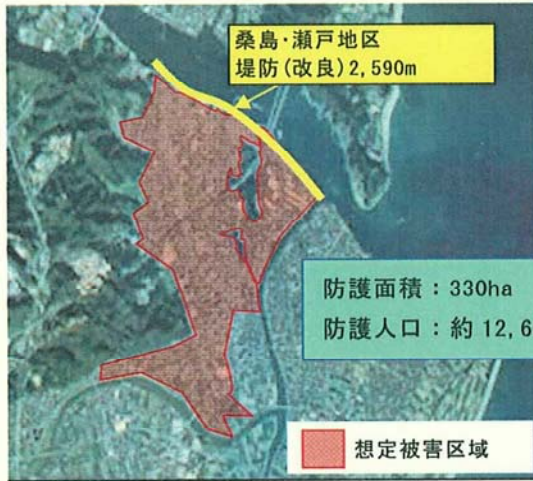 桑島・瀬戸地区
堤防(改良)2,590m
防護面積：330ha
防護人口：約12,6
想定被害区域